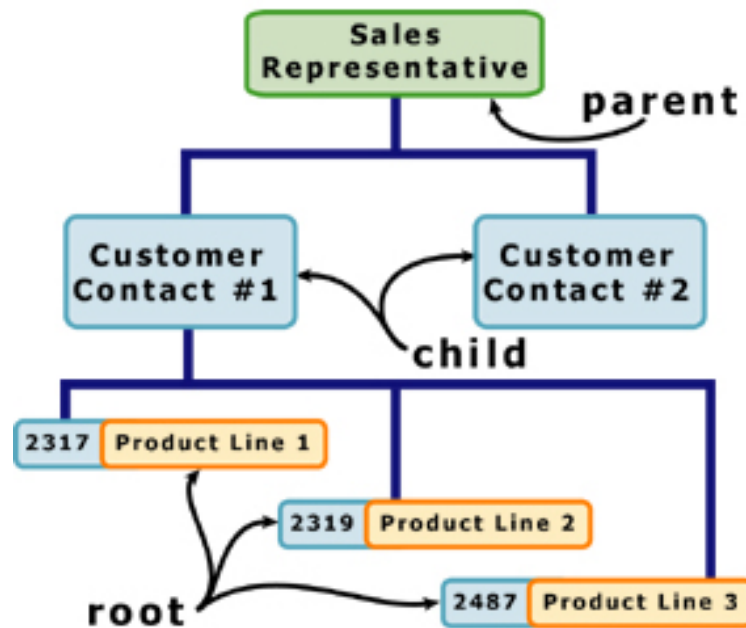 Sales
Representative
parent
Customer
Contact #1
Customer
Contact #2
child
2317 Product Line 1
2319 Product Line 2
root
2487 Product Line 3